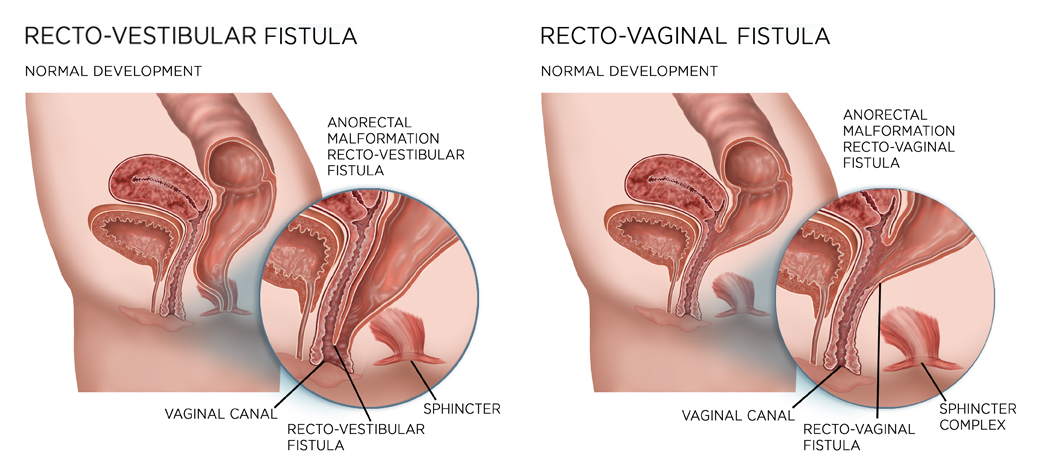 RECTO-VESTIBULAR FISTULA
NORMAL DEVELOPMENT
ANORECTAL
MALFORMATION
RECTO-VESTIBULAR
FISTULA
VAGINAL CANAL
RECTO-VESTIBULAR
FISTULA
SPHINCTER
RECTO-VAGINAL FISTULA
NORMAL DEVELOPMENT
ANORECTAL
MALFORMATION
RECTO-VAGINAL
FISTULA
VAGINAL CANAL
RECTO-VAGINAL
FISTULA
SPHINCTER
COMPLEX